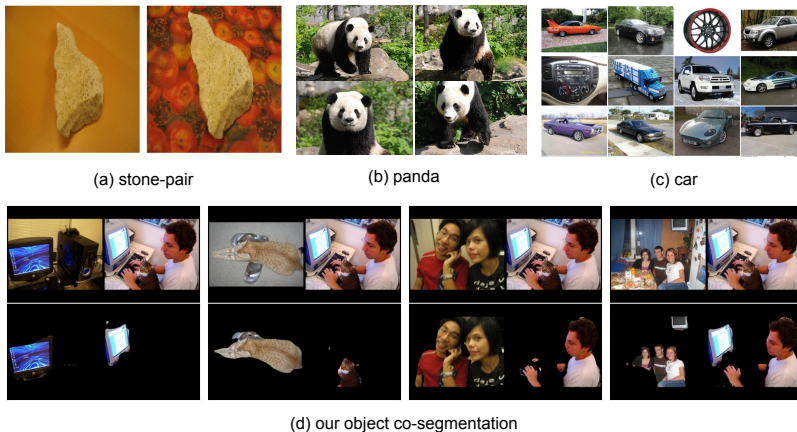 (a) stone-pair
(b) panda
(c) car
(d) our object co-segmentation